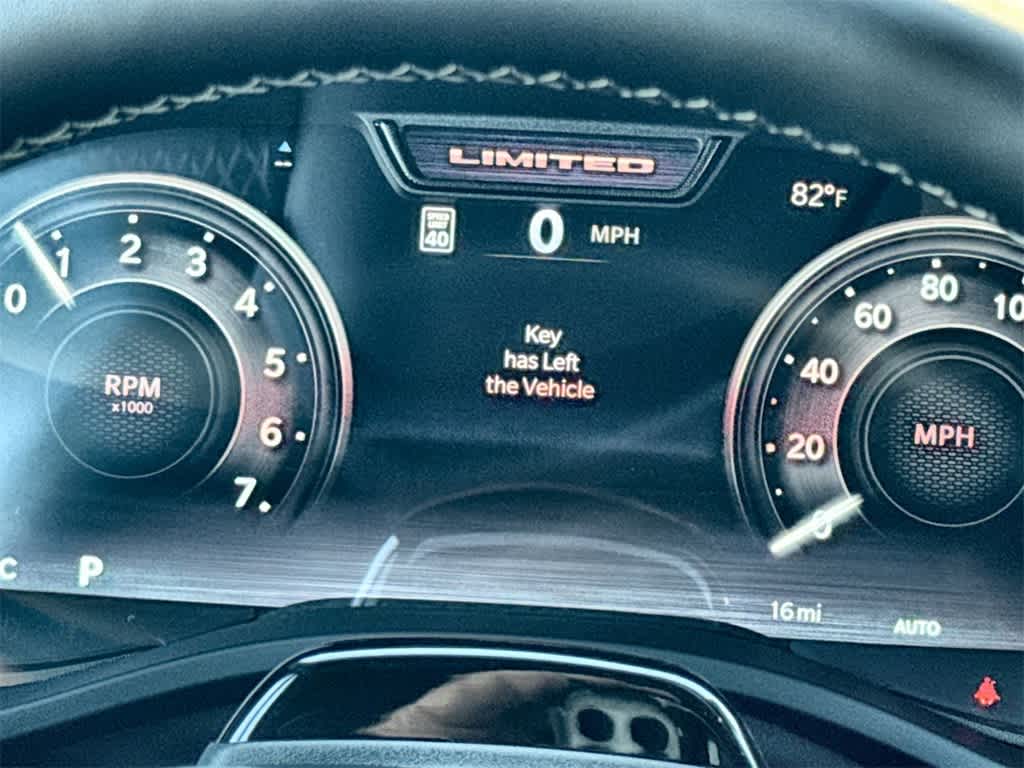 LIMITED
82°F
SPEED LIMIT 40
0 MPH
Key
has Left
the Vehicle
0 1 2 3 4 5 6 7
RPM
x1000
0 20 40 60 80
MPH
C P
16 mi
AUTO